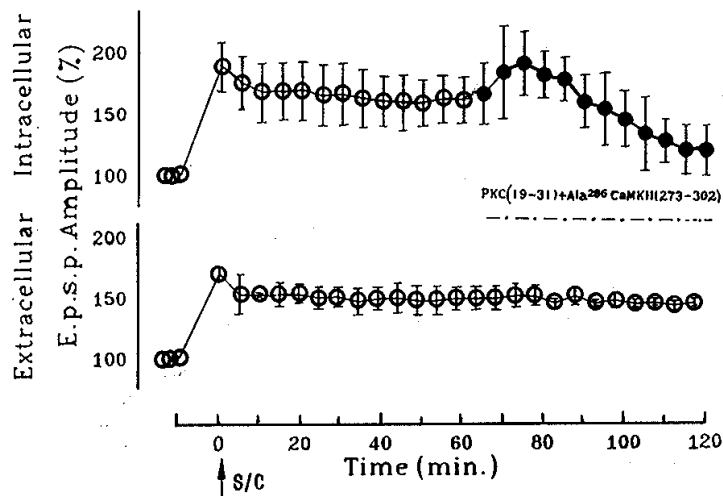 Intracellular
Extracellular
E.p.s.p. Amplitude (%)
200
150
100
PKC(19-31)+Ala286 CaMKII(273-302)
200
150
100
0
20
40
60
80
100
120
Time (min.)
S/C